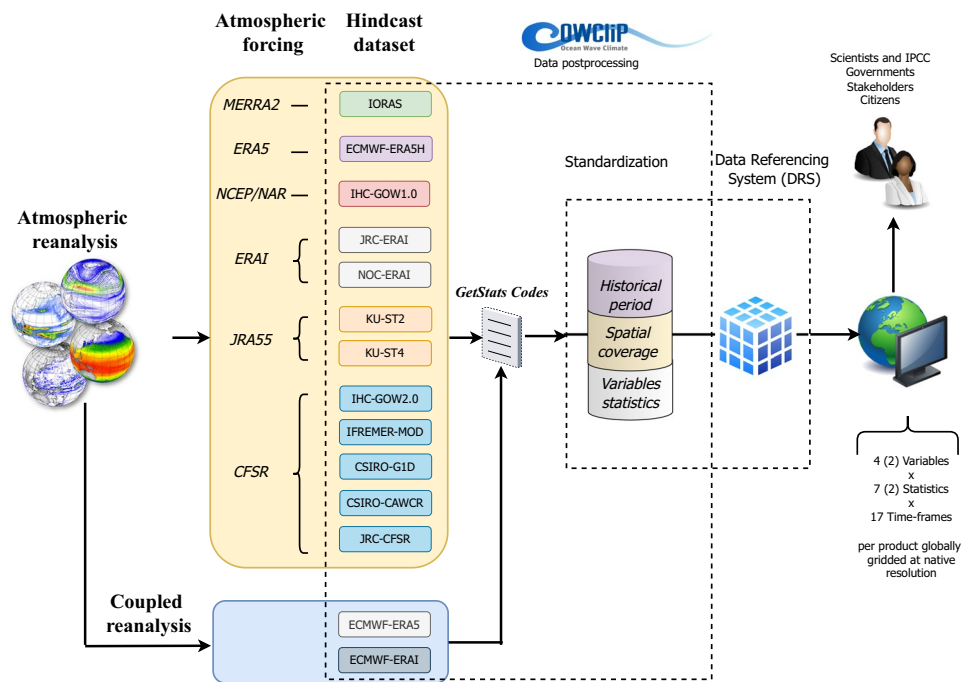 Atmospheric
forcing
Hindcast
dataset
COWCliP
Ocean Wave Climate
Data postprocessing
Scientists and IPCC
Governments
Stakeholders
Citizens
MERRA2
IORAS
ERA5
ECMWF-ERA5H
NCEP/NAR
IHC-GOW1.0
Standardization
Data Referencing
System (DRS)
Atmospheric
reanalysis
ERAI
JRC-ERAI
NOC-ERAI
GetStats Codes
Historical
period
Spatial
coverage
Variables
statistics
JRA55
KU-ST2
KU-ST4
CFSR
IHC-GOW2.0
IFREMER-MOD
CSIRO-G1D
CSIRO-CAWCR
JRC-CFSR
4 (2) Variables
x
7 (2) Statistics
x
17 Time-frames
per product globally
gridded at native
resolution
Coupled
reanalysis
ECMWF-ERA5
ECMWF-ERAI